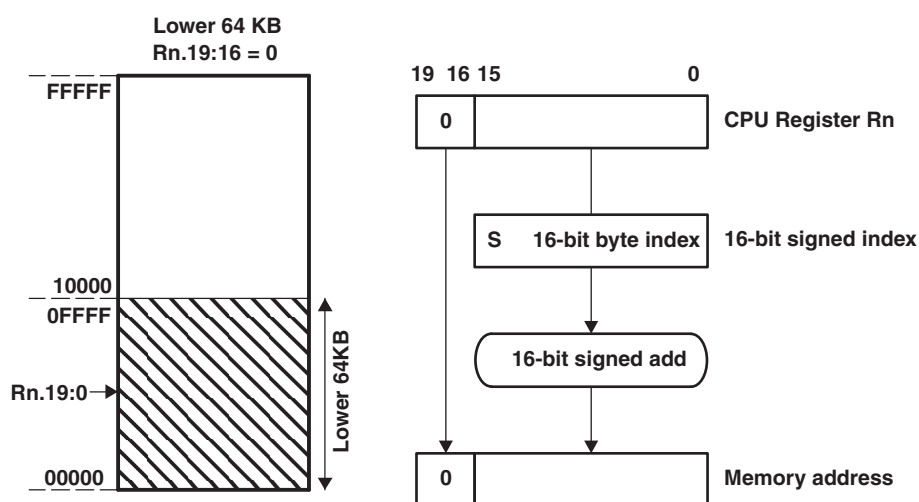 Lower 64 KB
Rn.19:16 = 0
FFFFF
10000
0FFFF
Rn.19:0
00000
Lower 64KB
19 16 15 0
0
CPU Register Rn
S 16-bit byte index
16-bit signed index
16-bit signed add
0
Memory address